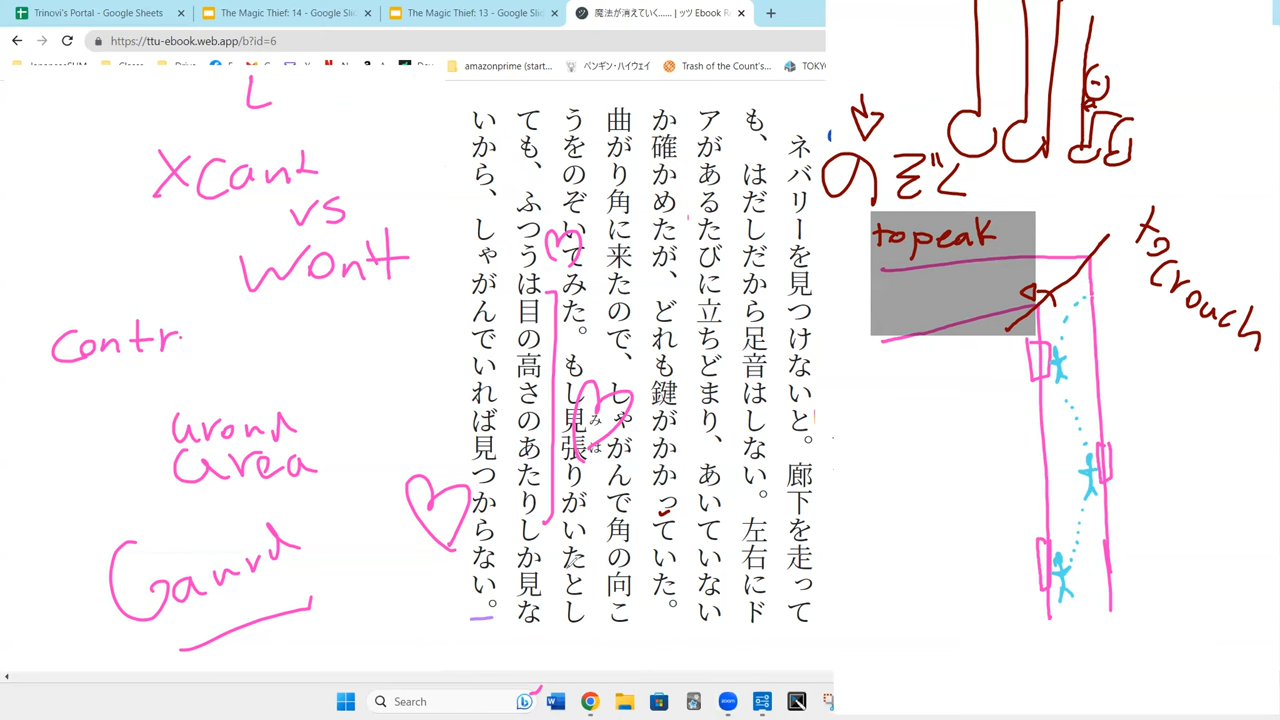 Trinovi's Portal - Google Sheets
The Magic Thief: 14 - Google Slid
The Magic Thief: 13 - Google Slid
魔法が消えていく…… | ッツ Ebook Re
https://ttu-ebook.web.app/b?id=6
amazonprime (start...
ペンギン・ハイウェイ
Trash of the Count's...
TOKYO
ネバリーを見つけないと。廊下を走って
も、はだしだから足音はしない。左右にド
アがあるたびに立ちどまり、あいていない
か確かめたが、どれも鍵がかかっていた。
曲がり角に来たので、しゃがんで角の向こ
うをのぞいてみた。もし見張りがいたとし
みは
ても、ふつうは目の高さのあたりしか見な
いから、しゃがんでいれば見つからない。
L
XCant
vs
Wont
contr.
arond
area
Gaurd
のぞく
to peak
to
crouch
Search